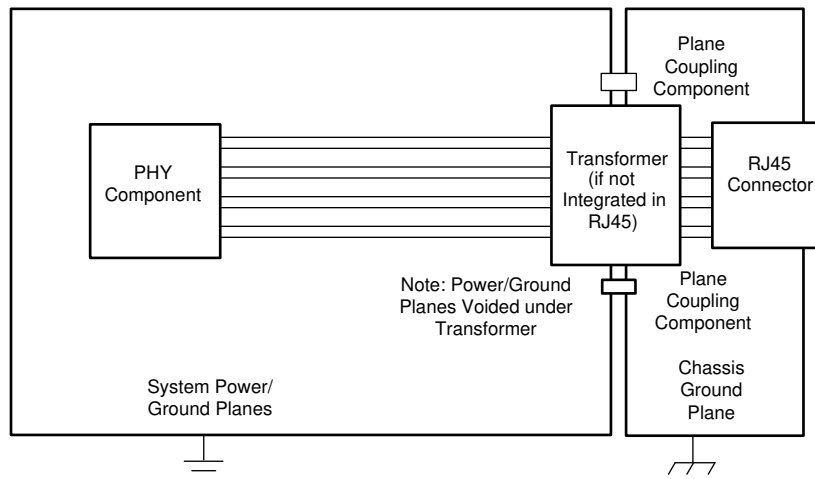 Plane
Coupling
Component
PHY
Component
Transformer
(if not
Integrated in
RJ45)
RJ45
Connector
Note: Power/Ground
Planes Voided under
Transformer
Plane
Coupling
Component
System Power/
Ground Planes
Chassis
Ground
Plane